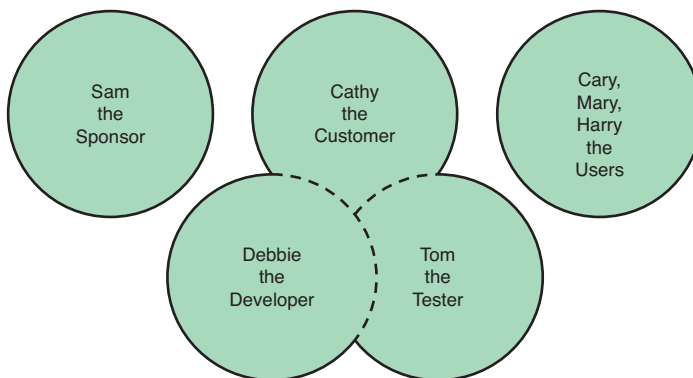 Sam
the
Sponsor
Cathy
the
Customer
Cary,
Mary,
Harry
the
Users
Debbie
the
Developer
Tom
the
Tester